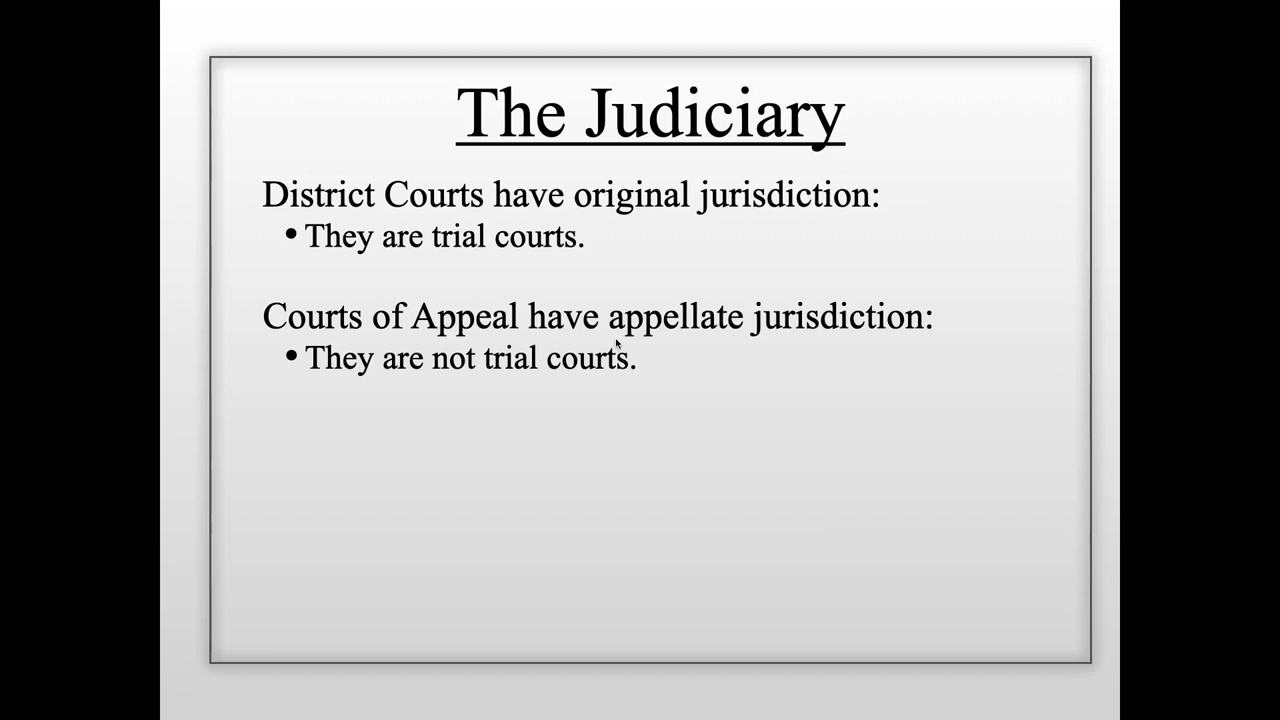 The Judiciary
District Courts have original jurisdiction:
• They are trial courts.
Courts of Appeal have appellate jurisdiction:
• They are not trial courts.